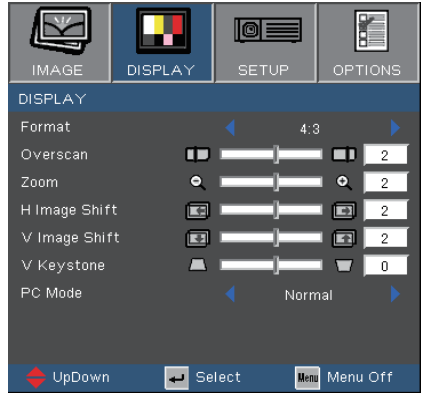 IMAGE DISPLAY SETUP OPTIONS
DISPLAY
Format 4:3
Overscan 2
Zoom 2
H Image Shift 2
V Image Shift 2
V Keystone 0
PC Mode Normal
UpDown Select Menu Menu Off